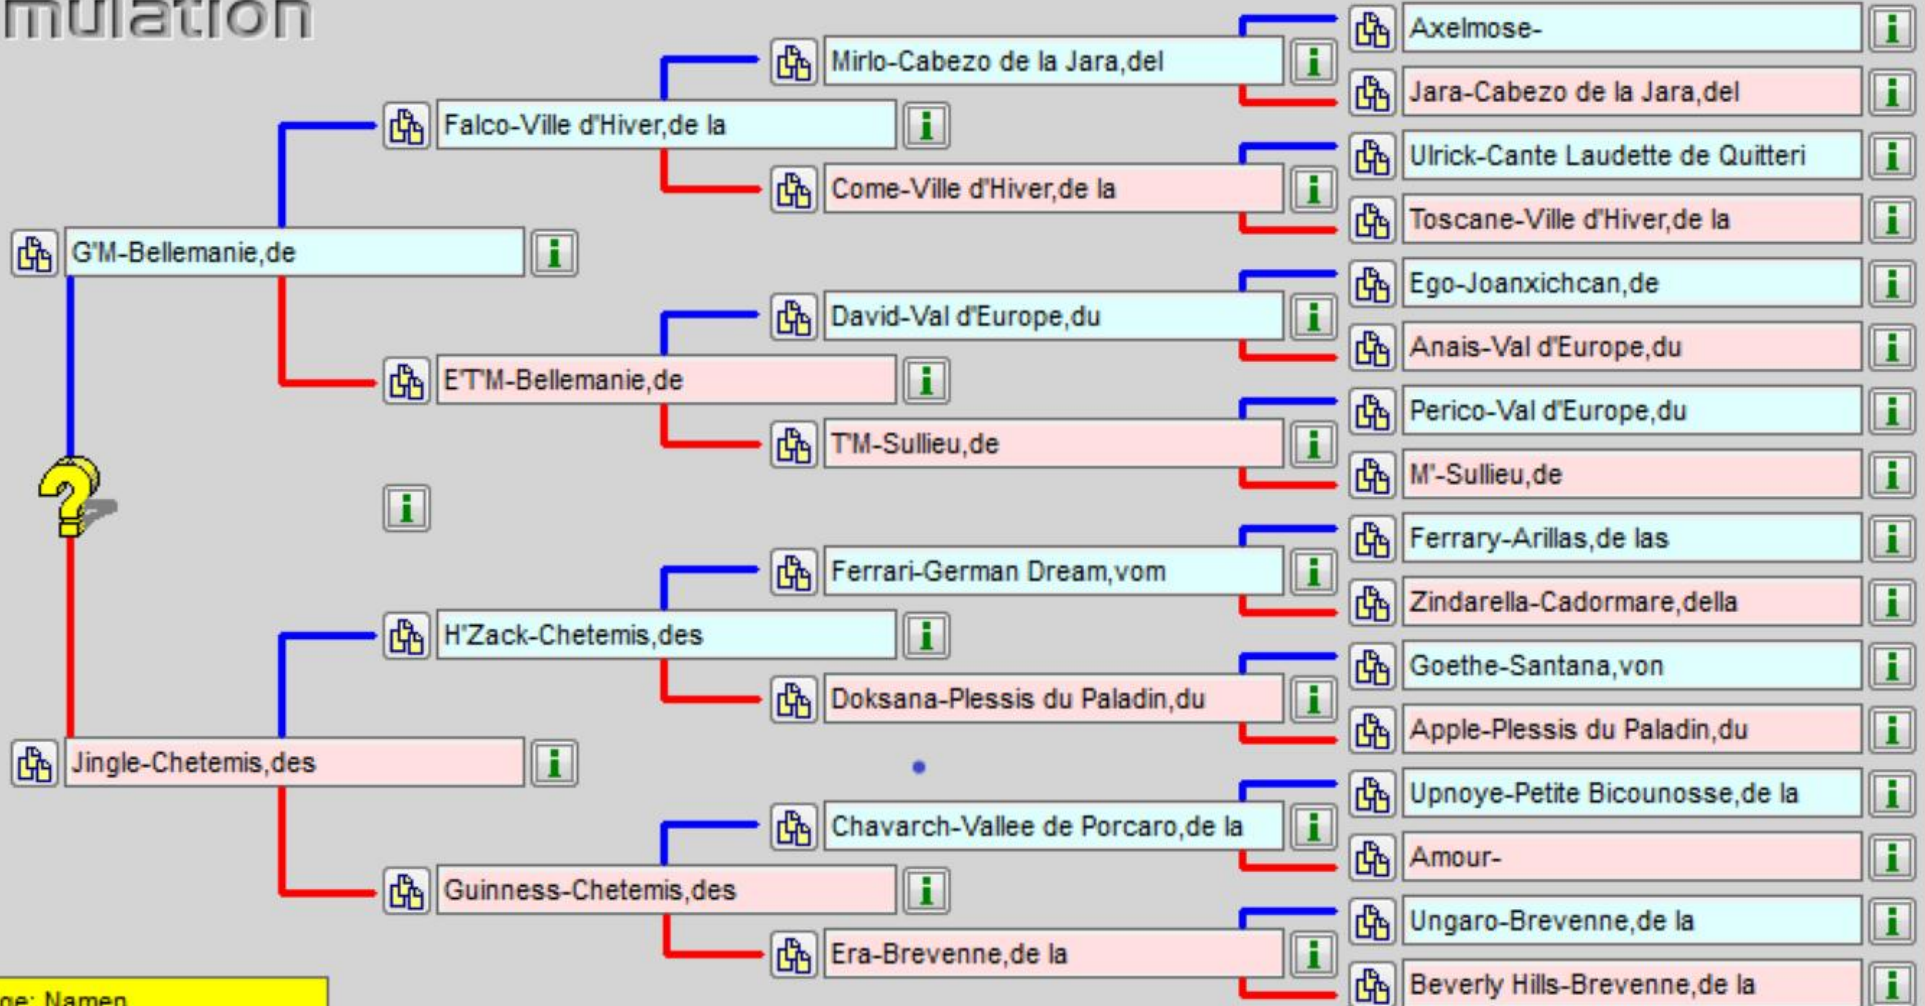 mulation
Axelmose-
Mirlo-Cabezo de la Jara,del
Jara-Cabezo de la Jara,del
Falco-Ville d'Hiver,de la
Ulrick-Cante Laudette de Quitteri
Come-Ville d'Hiver,de la
Toscane-Ville d'Hiver,de la
G'M-Bellemanie,de
Ego-Joanxichcan,de
David-Val d'Europe,du
Anais-Val d'Europe,du
E'T'M-Bellemanie,de
Perico-Val d'Europe,du
T'M-Sullieu,de
M'-Sullieu,de
Ferrary-Arillas,de las
Ferrari-German Dream,vom
Zindarella-Cadormare,della
H'Zack-Chetemis,des
Goethe-Santana,von
Doksana-Plessis du Paladin,du
Apple-Plessis du Paladin,du
Jingle-Chetemis,des
Upnoye-Petite Bicounosse,de la
Chavarch-Vallee de Porcaro,de la
Amour-
Guinness-Chetemis,des
Ungaro-Brevenne,de la
Era-Brevenne,de la
Beverly Hills-Brevenne,de la
ge: Namen